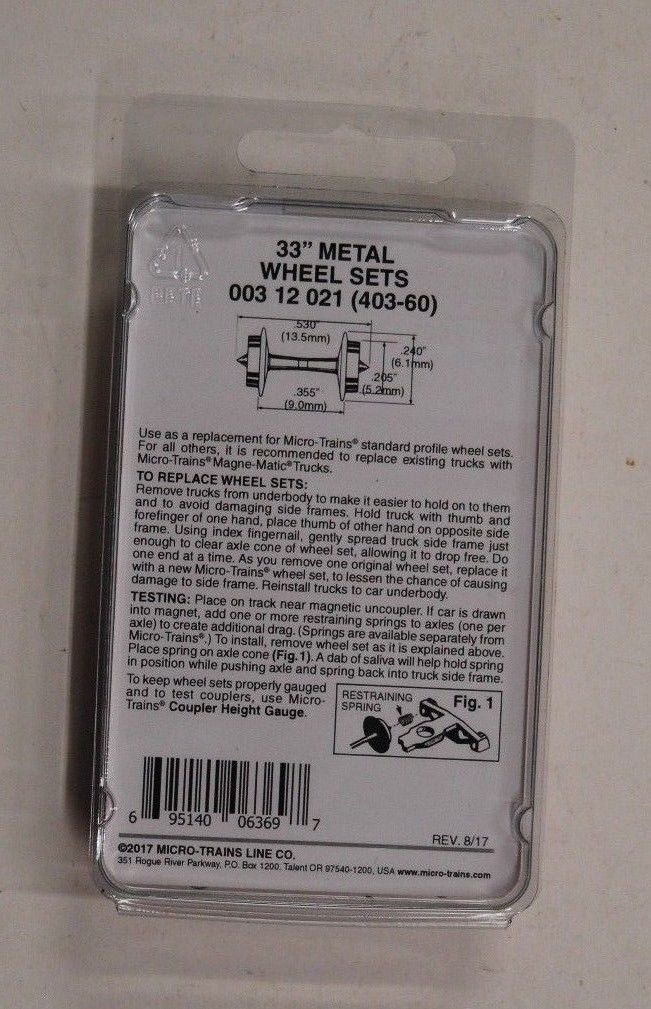 33” METAL
WHEEL SETS
003 12 021 (403-60)
.530"
(13.5mm)
.240"
(6.1mm)
.205"
(5.2mm)
.355"
(9.0mm)
Use as a replacement for Micro-Trains® standard profile wheel sets.
For all others, it is recommended to replace existing trucks with
Micro-Trains® Magne-Matic® Trucks.
TO REPLACE WHEEL SETS:
Remove trucks from underbody to make it easier to hold on to them
and to avoid damaging side frames. Hold truck with thumb and
forefinger of one hand, place thumb of other hand on opposite side
frame. Using index fingernail, gently spread truck side frame just
enough to clear axle cone of wheel set, allowing it to drop free. Do
one end at a time. As you remove one original wheel set, replace it
with a new Micro-Trains® wheel set, to lessen the chance of causing
damage to side frame. Reinstall trucks to car underbody.
TESTING: Place on track near magnetic uncoupler. If car is drawn
into magnet, add one or more restraining springs to axles (one per
axle) to create additional drag. (Springs are available separately from
Micro-Trains®.) To install, remove wheel set as it is explained above.
Place spring on axle cone (Fig. 1). A dab of saliva will help hold spring
in position while pushing axle and spring back into truck side frame.
To keep wheel sets properly gauged
and to test couplers, use Micro-
Trains® Coupler Height Gauge.
RESTRAINING
SPRING
Fig. 1
6 95140 06369 7
REV. 8/17
©2017 MICRO-TRAINS LINE CO.
351 Rogue River Parkway, P.O. Box 1200, Talent OR 97540-1200, USA www.micro-trains.com